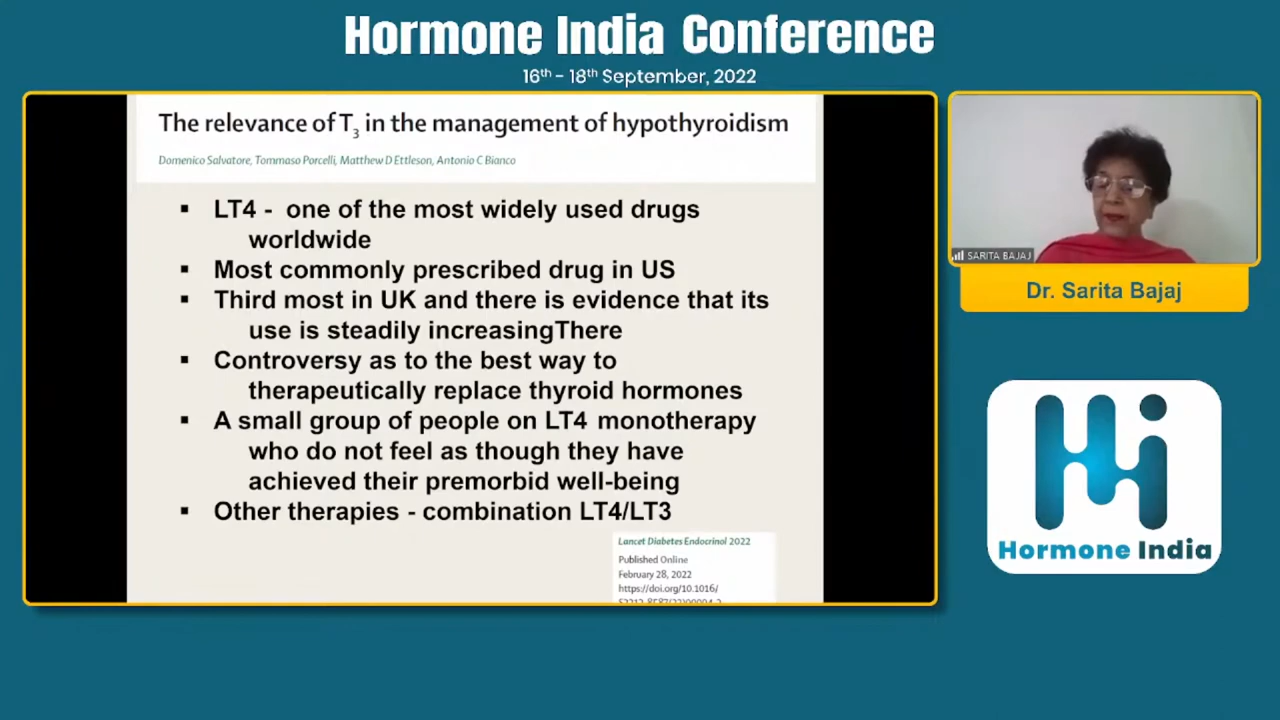 Hormone India Conference
16th - 18th September, 2022
The relevance of T3 in the management of hypothyroidism
Domenico Salvatore, Tommaso Porcelli, Matthew D Ettleson, Antonio C Bianco
▪ LT4 - one of the most widely used drugs
worldwide
▪ Most commonly prescribed drug in US
▪ Third most in UK and there is evidence that its
use is steadily increasingThere
▪ Controversy as to the best way to
therapeutically replace thyroid hormones
▪ A small group of people on LT4 monotherapy
who do not feel as though they have
achieved their premorbid well-being
▪ Other therapies - combination LT4/LT3
Lancet Diabetes Endocrinol 2022
Published Online
February 28, 2022
https://doi.org/10.1016/
SARITA BAJAJ
Dr. Sarita Bajaj
Hi
Hormone India